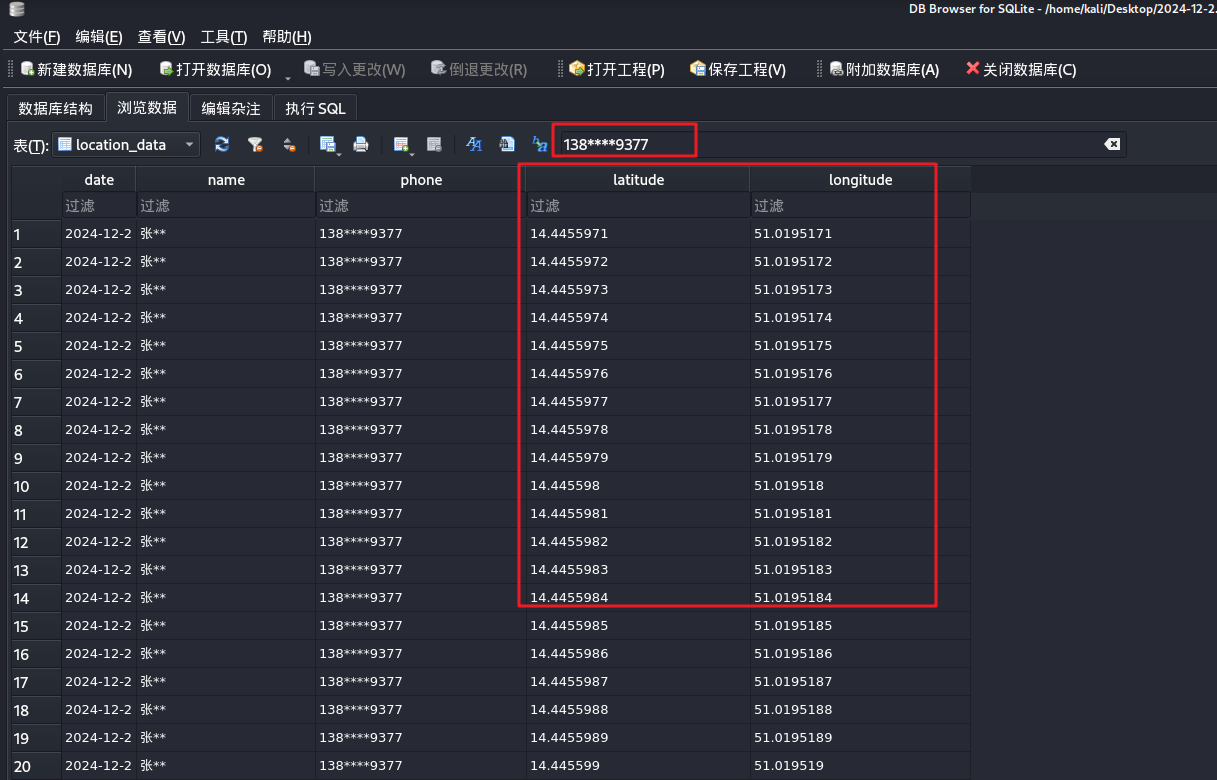 DB Browser for SQLite - /home/kali/Desktop/2024-12-2.
文件(F) 编辑(E) 查看(V) 工具(T) 帮助(H)
新建数据库(N) 打开数据库(O) 写入更改(W) 倒退更改(R) 打开工程(P) 保存工程(V) 附加数据库(A) 关闭数据库(C)
数据库结构 浏览数据 编辑杂注 执行 SQL
表(T): location_data 138****9377
date name phone latitude longitude
过滤 过滤 过滤 过滤 过滤
1 2024-12-2 张** 138****9377 14.4455971 51.0195171
2 2024-12-2 张** 138****9377 14.4455972 51.0195172
3 2024-12-2 张** 138****9377 14.4455973 51.0195173
4 2024-12-2 张** 138****9377 14.4455974 51.0195174
5 2024-12-2 张** 138****9377 14.4455975 51.0195175
6 2024-12-2 张** 138****9377 14.4455976 51.0195176
7 2024-12-2 张** 138****9377 14.4455977 51.0195177
8 2024-12-2 张** 138****9377 14.4455978 51.0195178
9 2024-12-2 张** 138****9377 14.4455979 51.0195179
10 2024-12-2 张** 138****9377 14.445598 51.019518
11 2024-12-2 张** 138****9377 14.4455981 51.0195181
12 2024-12-2 张** 138****9377 14.4455982 51.0195182
13 2024-12-2 张** 138****9377 14.4455983 51.0195183
14 2024-12-2 张** 138****9377 14.4455984 51.0195184
15 2024-12-2 张** 138****9377 14.4455985 51.0195185
16 2024-12-2 张** 138****9377 14.4455986 51.0195186
17 2024-12-2 张** 138****9377 14.4455987 51.0195187
18 2024-12-2 张** 138****9377 14.4455988 51.0195188
19 2024-12-2 张** 138****9377 14.4455989 51.0195189
20 2024-12-2 张** 138****9377 14.445599 51.019519